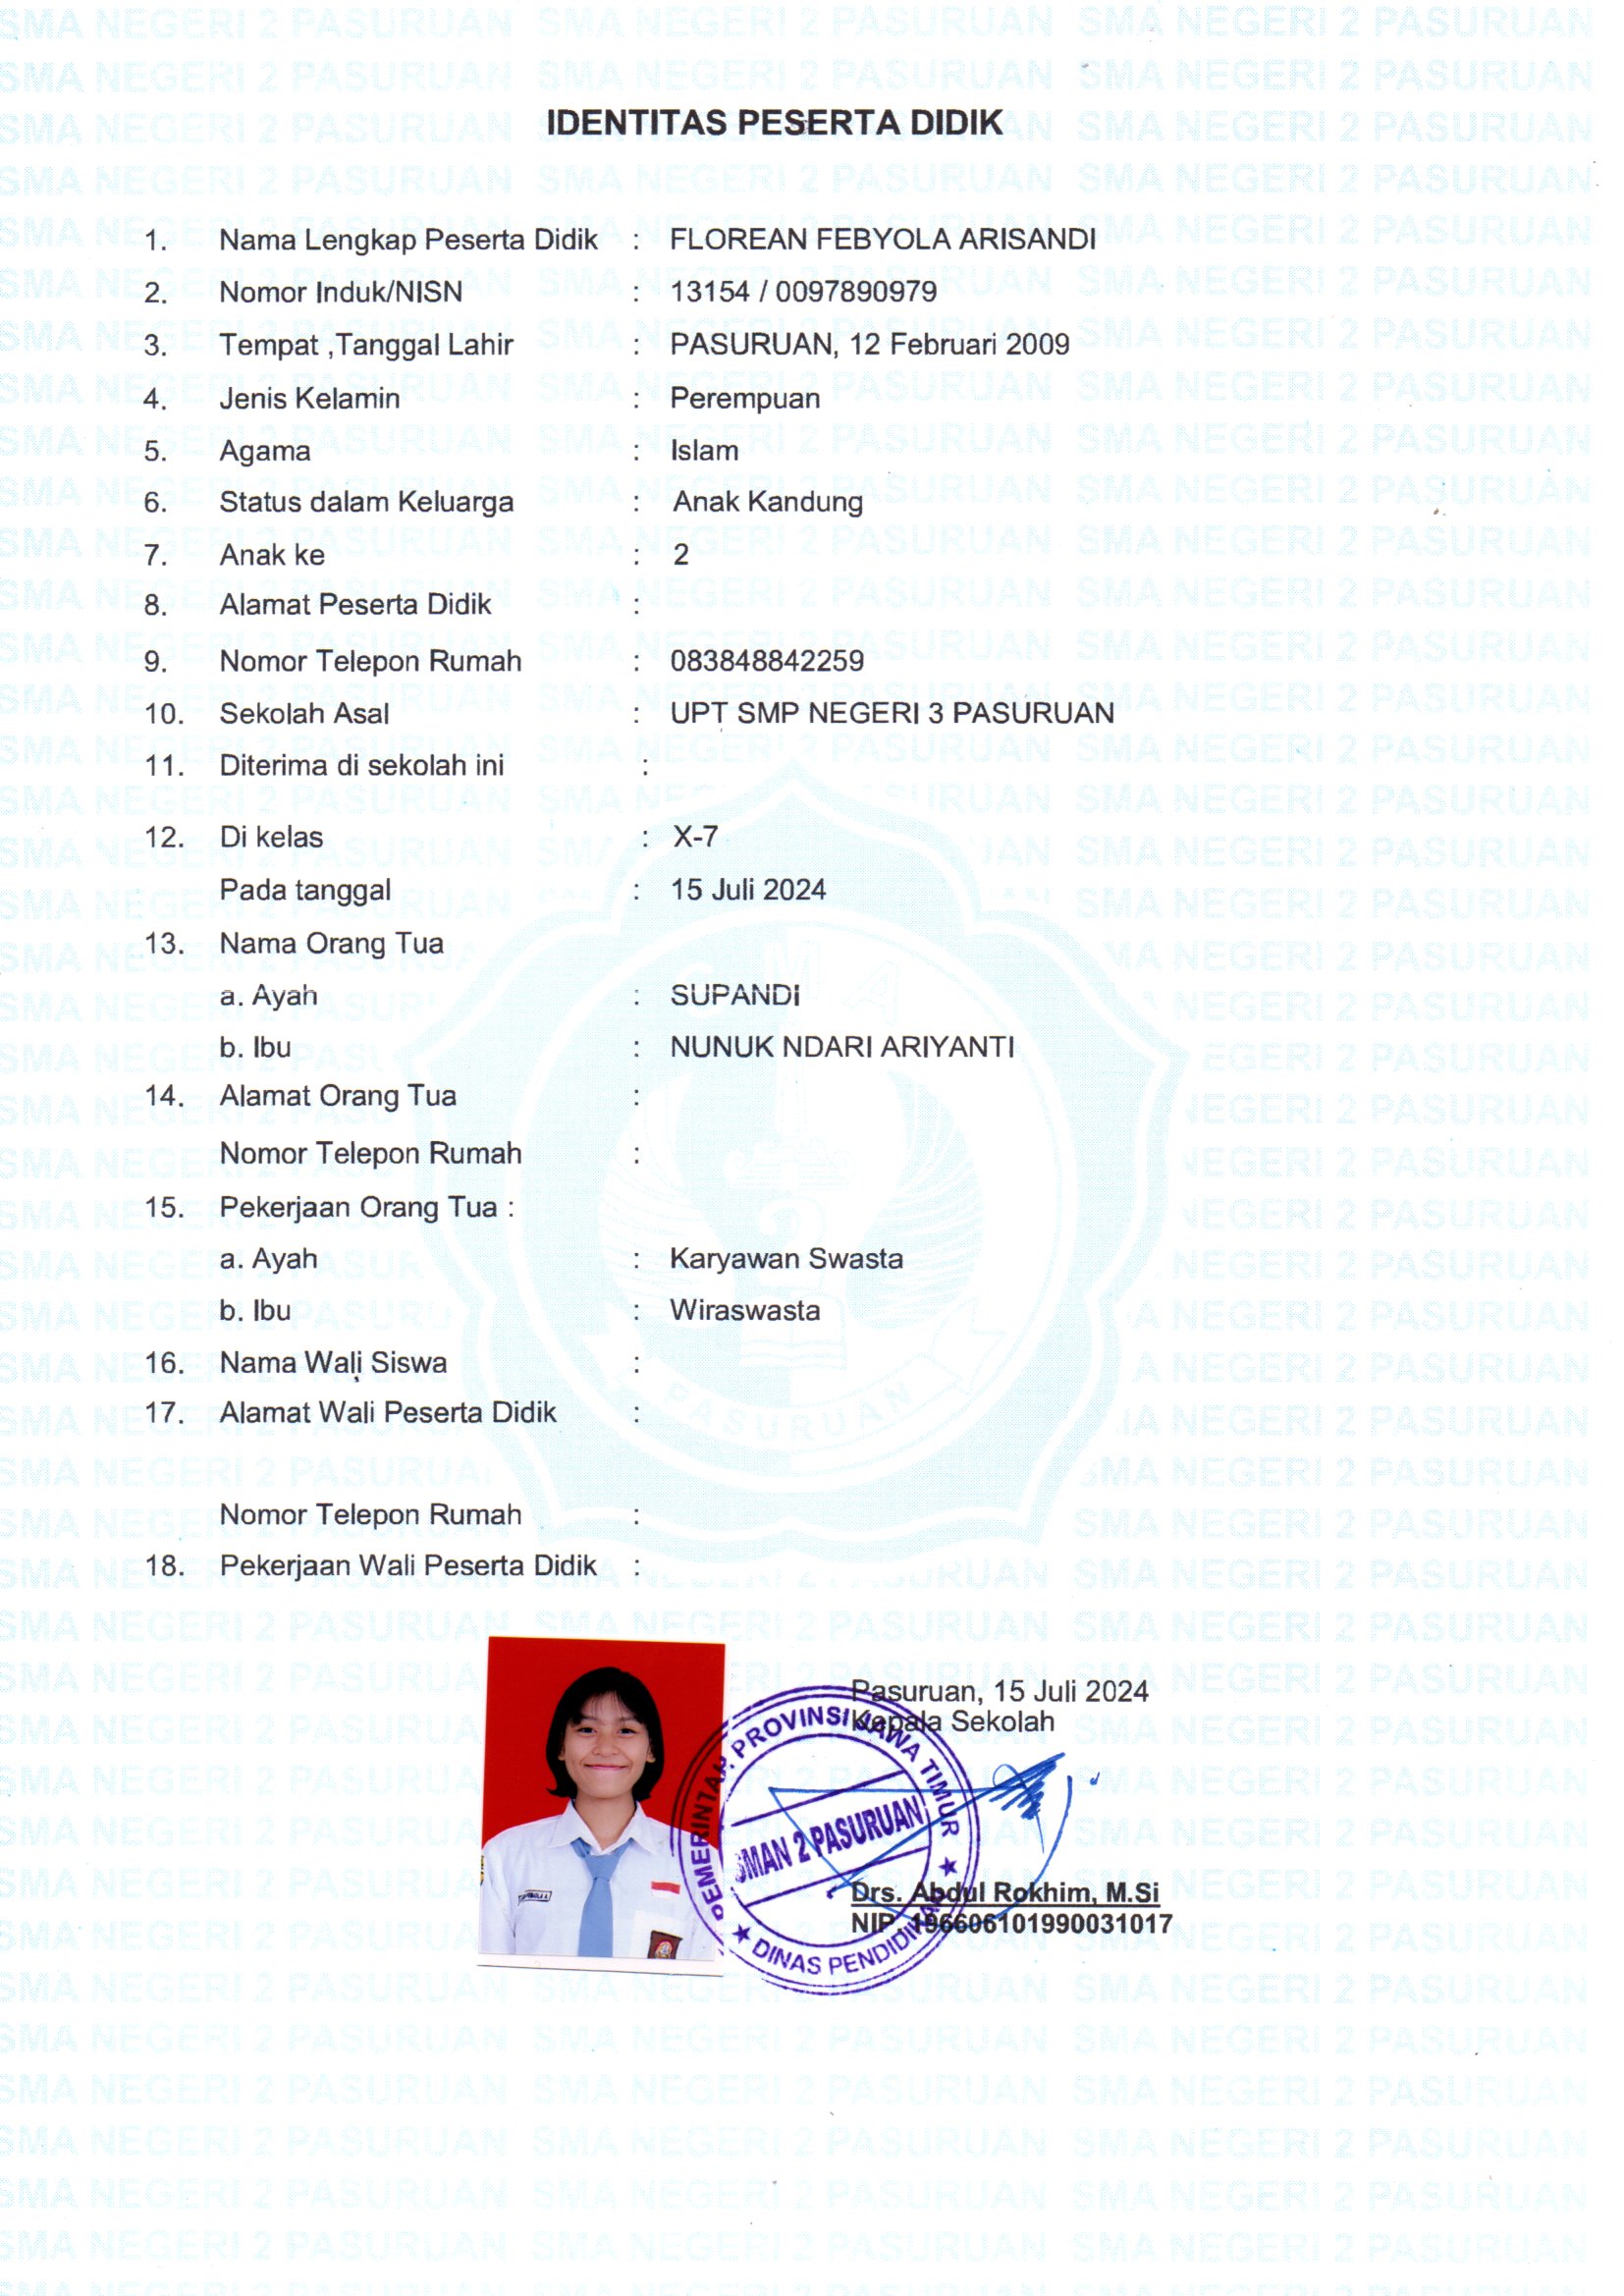 IDENTITAS PESERTA DIDIK
1. Nama Lengkap Peserta Didik : FLOREAN FEBYOLA ARISANDI
2. Nomor Induk/NISN : 13154 / 0097890979
3. Tempat ,Tanggal Lahir : PASURUAN, 12 Februari 2009
4. Jenis Kelamin : Perempuan
5. Agama : Islam
6. Status dalam Keluarga : Anak Kandung
7. Anak ke : 2
8. Alamat Peserta Didik :
9. Nomor Telepon Rumah : 083848842259
10. Sekolah Asal : UPT SMP NEGERI 3 PASURUAN
11. Diterima di sekolah ini :
12. Di kelas : X-7
Pada tanggal : 15 Juli 2024
13. Nama Orang Tua
a. Ayah : SUPANDI
b. Ibu : NUNUK NDARI ARIYANTI
14. Alamat Orang Tua :
Nomor Telepon Rumah :
15. Pekerjaan Orang Tua :
a. Ayah : Karyawan Swasta
b. Ibu : Wiraswasta
16. Nama Wali Siswa :
17. Alamat Wali Peserta Didik :
Nomor Telepon Rumah :
18. Pekerjaan Wali Peserta Didik :
Pasuruan, 15 Juli 2024
Kepala Sekolah
PEMERINTAH PROVINSI JAWA TIMUR
SMAN 2 PASURUAN
DINAS PENDIDIKAN
Drs. Abdul Rokhim, M.Si
NIP. 196606101990031017
SMA NEGERI 2 PASURUAN
SMA
PASURUAN